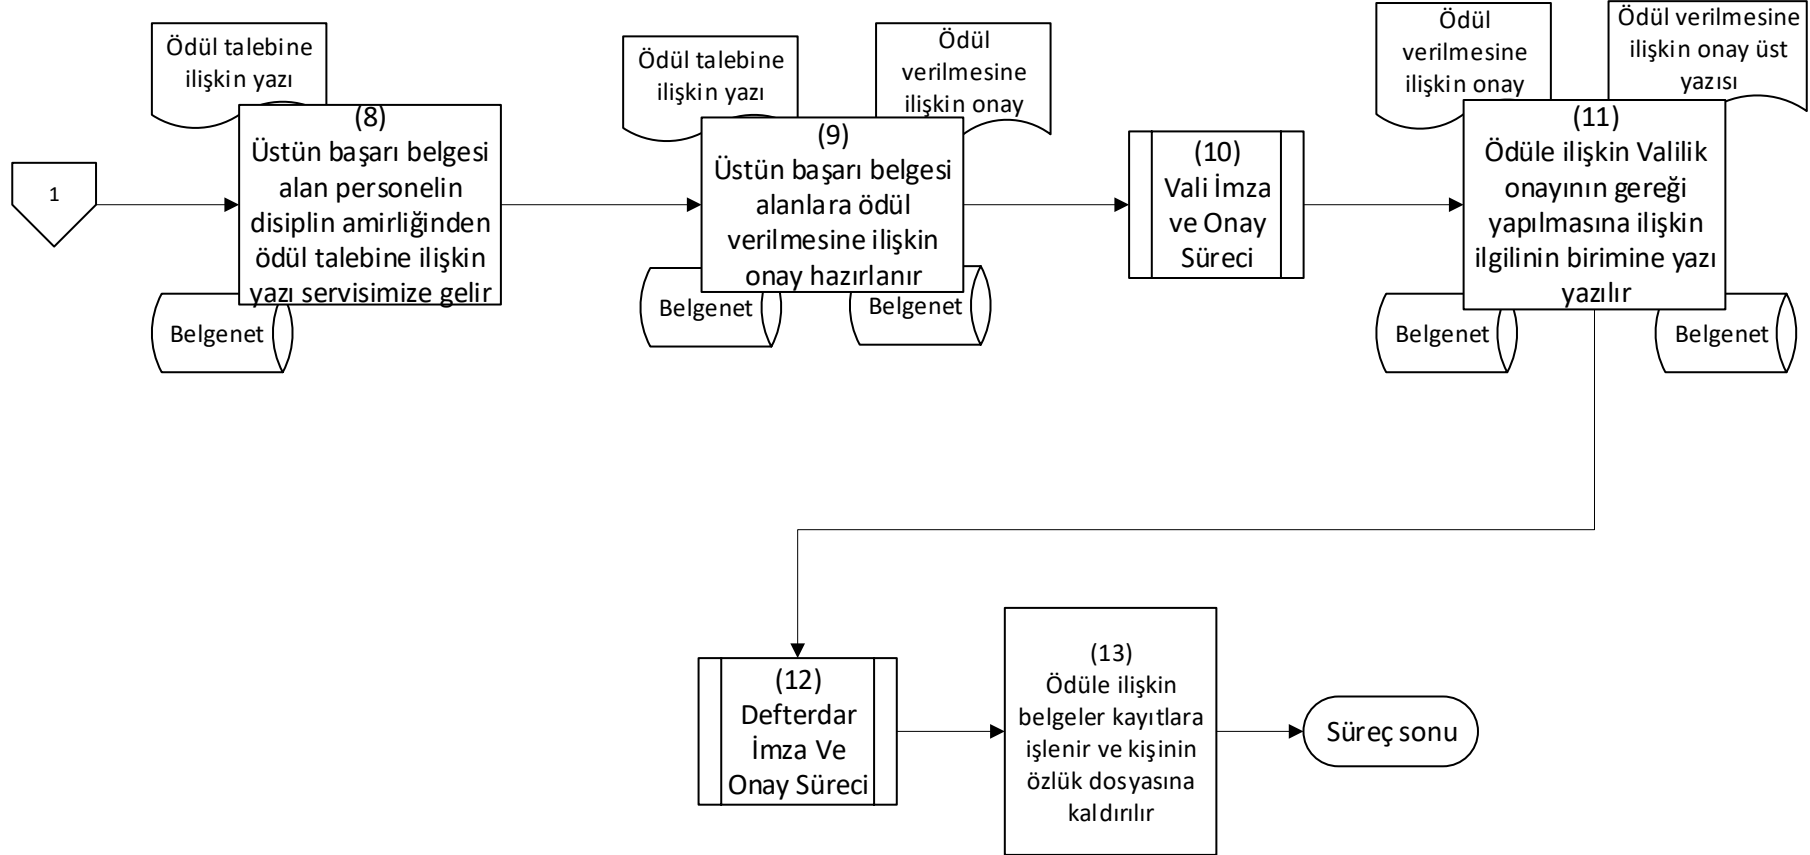 1
Ödül talebine
ilişkin yazı
(8)
Üstün başarı belgesi
alan personelin
disiplin amirliğinden
ödül talebine ilişkin
yazı servisimize gelir
Belgenet
Ödül talebine
ilişkin yazı
Ödül
verilmesine
ilişkin onay
(9)
Üstün başarı belgesi
alanlara ödül
verilmesine ilişkin
onay hazırlanır
Belgenet
Belgenet
(10)
Vali İmza
ve Onay
Süreci
Ödül
verilmesine
ilişkin onay
Ödül verilmesine
ilişkin onay üst
yazısı
(11)
Ödüle ilişkin Valilik
onayının gereği
yapılmasına ilişkin
ilgilinin birimine yazı
yazılır
Belgenet
Belgenet
(12)
Defterdar
İmza Ve
Onay Süreci
(13)
Ödüle ilişkin
belgeler kayıtlara
işlenir ve kişinin
özlük dosyasına
kaldırılır
Süreç sonu